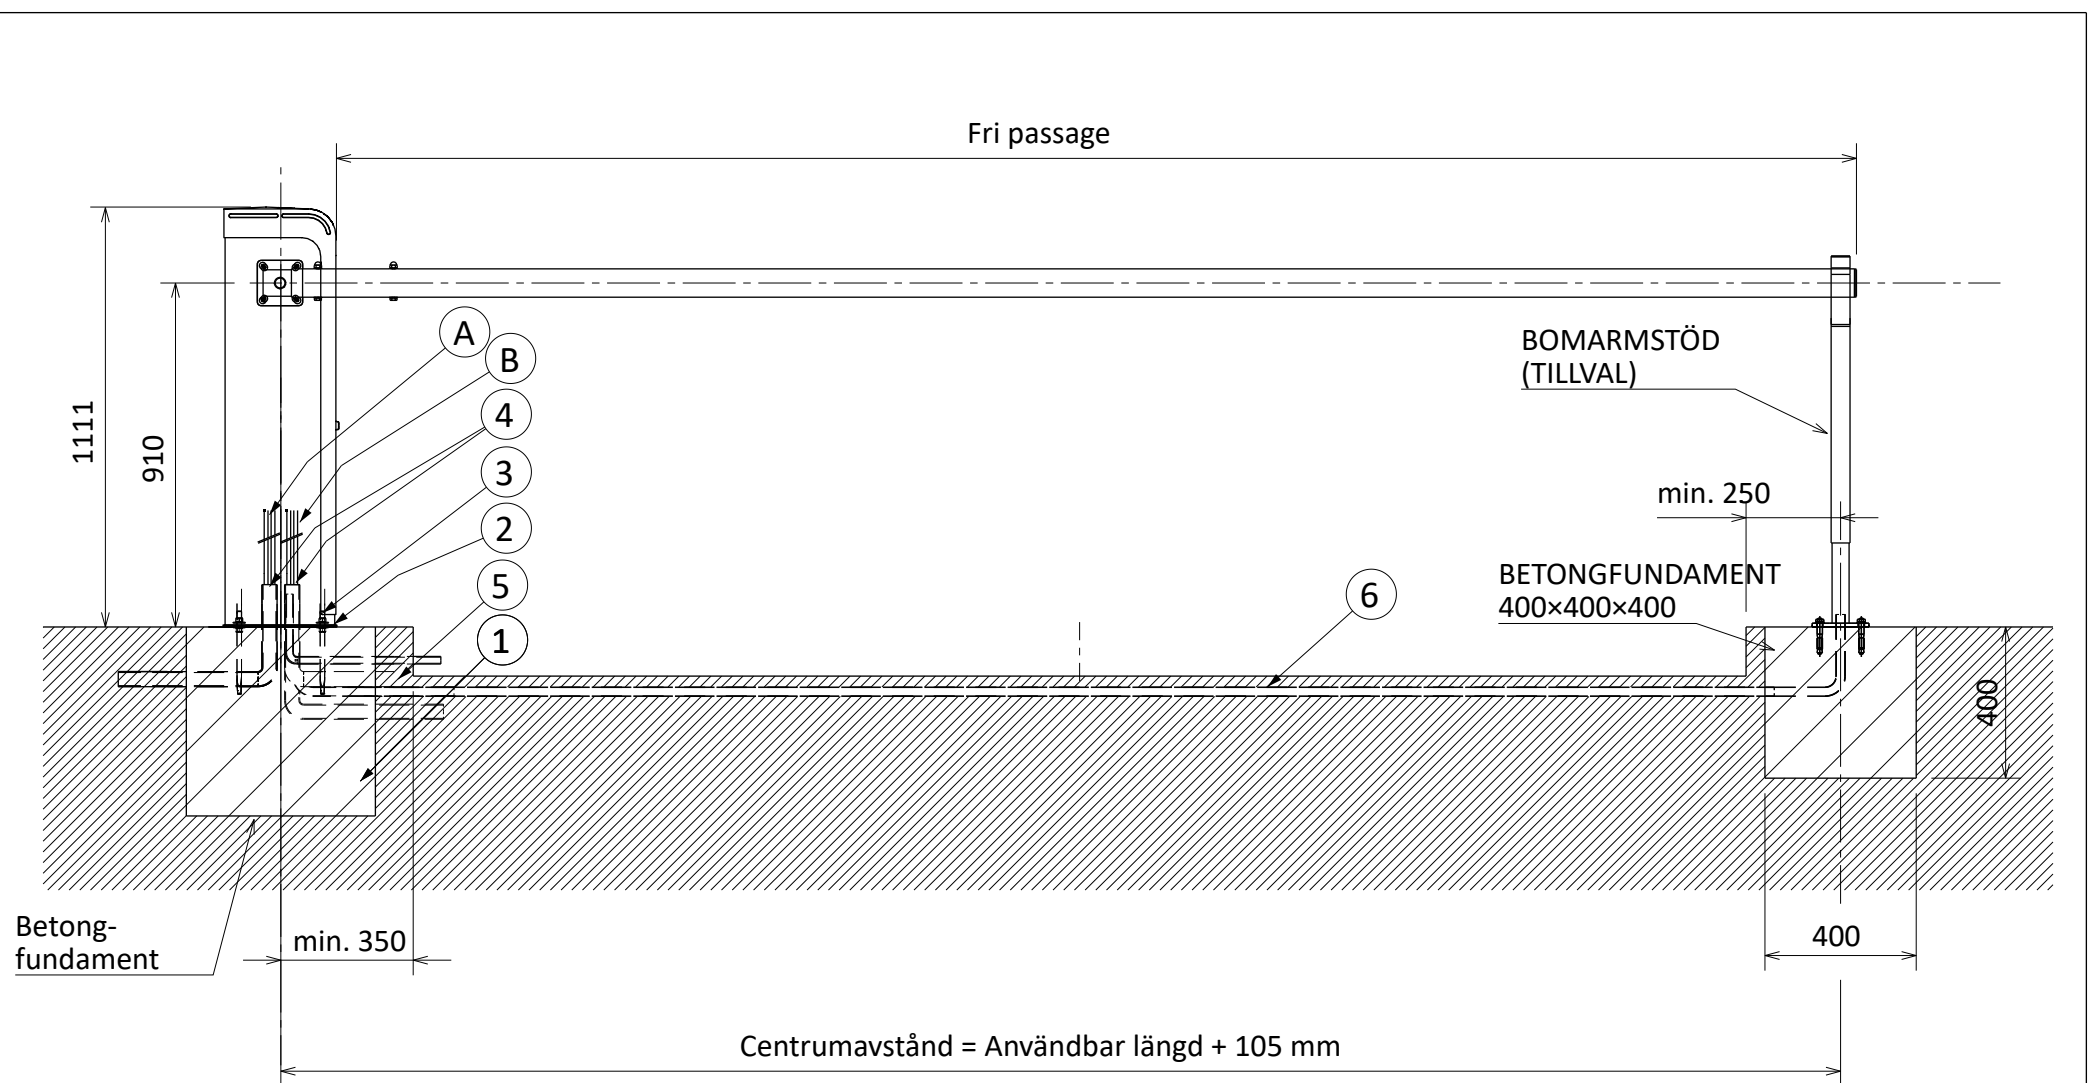 Fri passage
A
B
4
3
2
5
1
6
1111
910
BOMARMSTÖD
(TILLVAL)
min. 250
BETONGFUNDAMENT
400×400×400
400
Betong-
fundament
min. 350
400
Centrumavstånd = Användbar längd + 105 mm